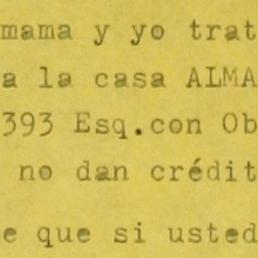 mama y yo trat
a la casa ALMA
393 Esq.con Ob
no dan crédit
e que si usted